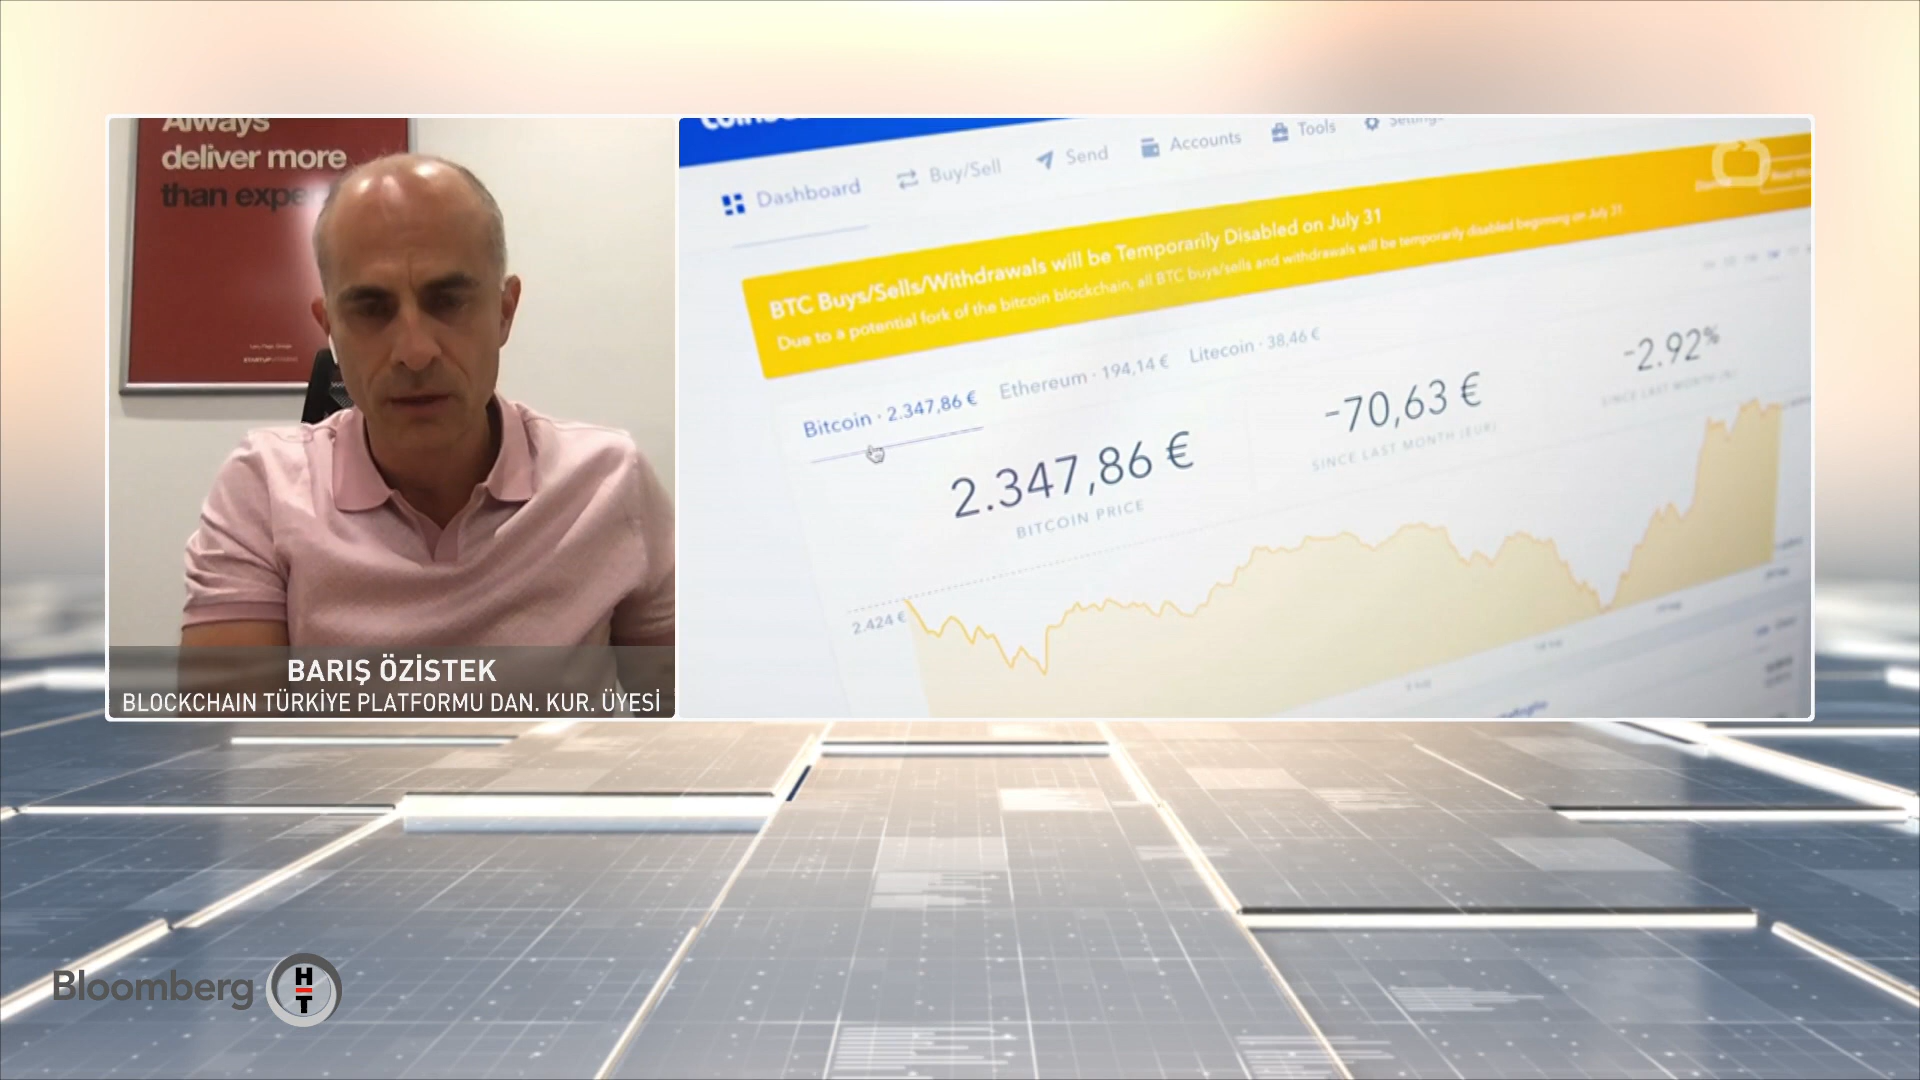 Always
deliver more
than expe
BARIŞ ÖZİSTEK
BLOCKCHAIN TÜRKİYE PLATFORMU DAN. KUR. ÜYESİ
Dashboard
Buy/Sell
Send
Accounts
Tools
Settings
BTC Buys/Sells/Withdrawals will be Temporarily Disabled on July 31
Due to a potential fork of the bitcoin blockchain, all BTC buys/sells and withdrawals will be temporarily disabled beginning on July 31.
Bitcoin · 2.347,86 €
Ethereum · 194,14 €
Litecoin · 38,46 €
2.347,86 €
BITCOIN PRICE
-70,63 €
SINCE LAST MONTH (EUR)
-2.92%
SINCE LAST MONTH (%)
2.424 €
Bloomberg HT